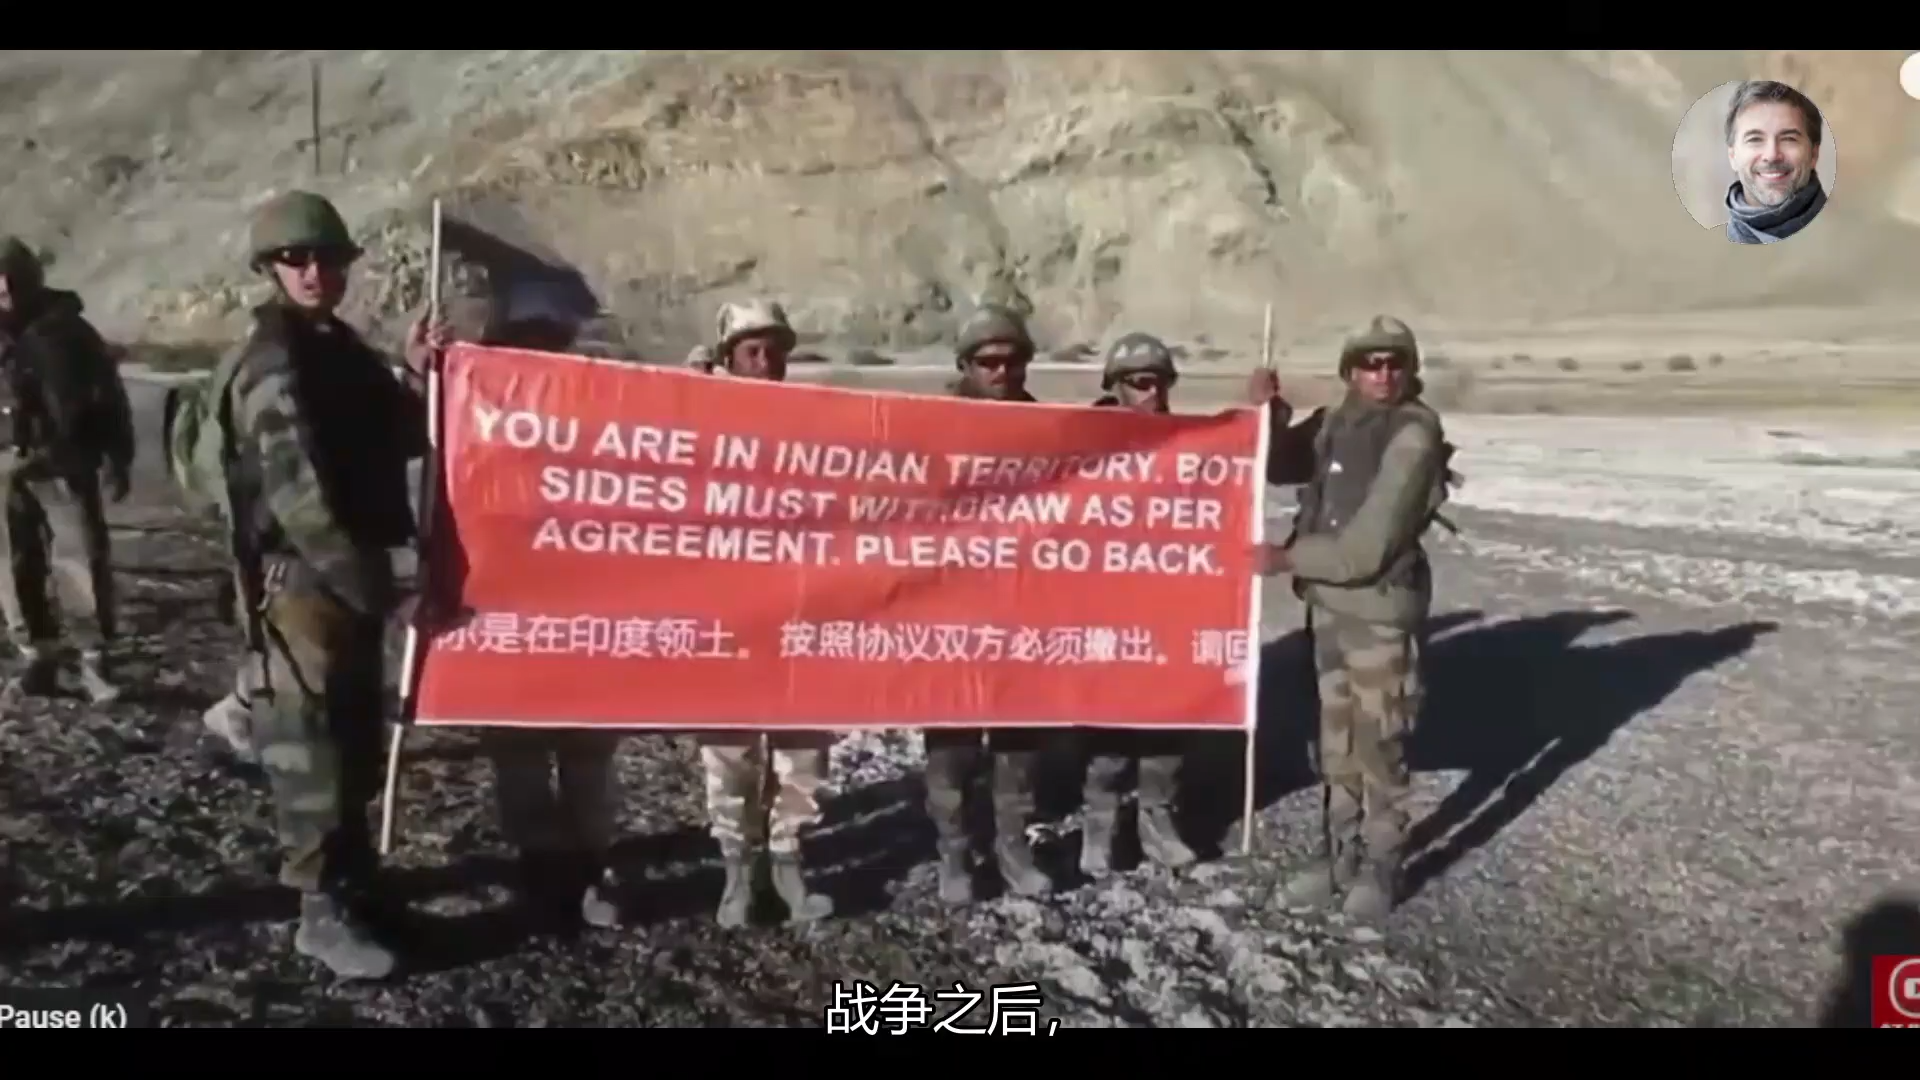 YOU ARE IN INDIAN TERRITORY. BOT
SIDES MUST WITHDRAW AS PER
AGREEMENT. PLEASE GO BACK.
你是在印度领土。按照协议双方必须撤出。请回
Pause (k)
战争之后，